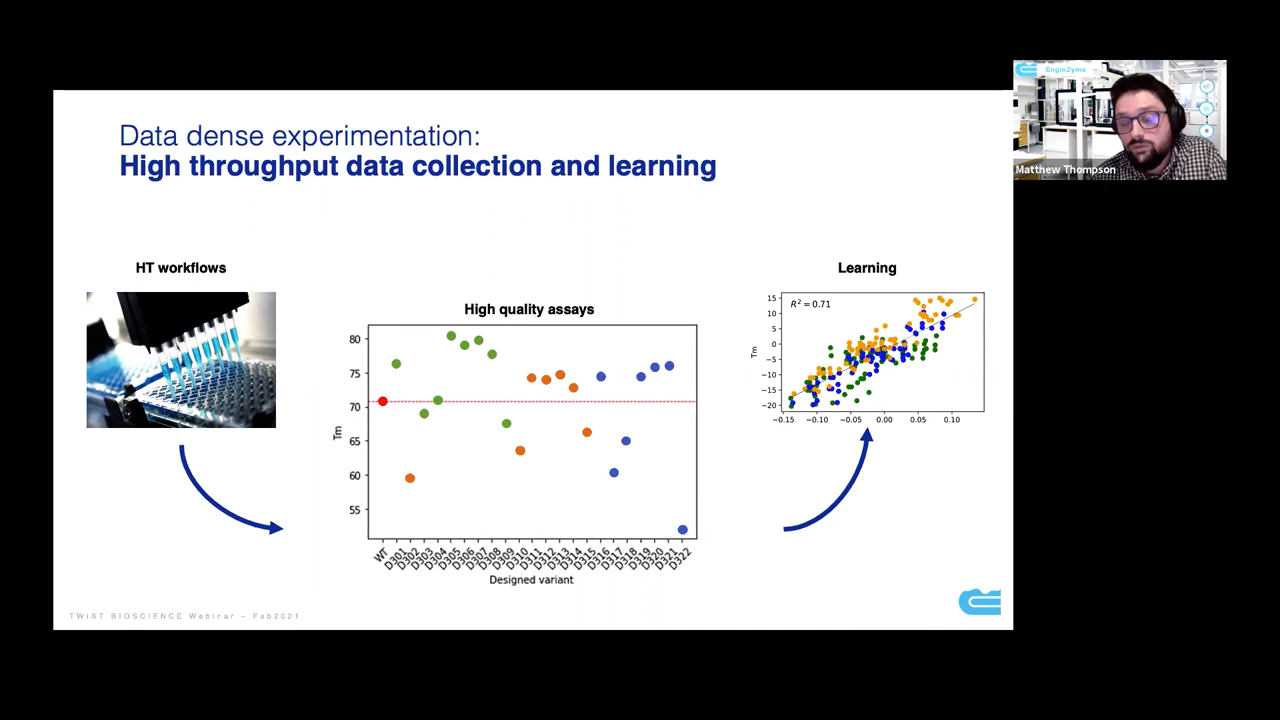 EnginZyme
Matthew Thompson
Data dense experimentation:
High throughput data collection and learning
HT workflows
High quality assays
Learning
80
75
70
65
60
55
Tm
WT
D301
D302
D303
D304
D305
D306
D307
D308
D309
D310
D311
D312
D313
D314
D315
D316
D317
D318
D319
D320
D321
D322
Designed variant
R² = 0.71
15
10
5
0
−5
−10
−15
−20
Tm
−0.15
−0.10
−0.05
0.00
0.05
0.10
TWIST BIOSCIENCE Webinar – Feb2021